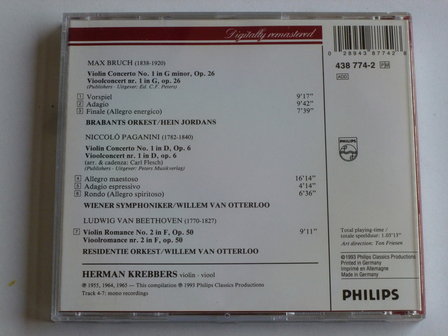 Digitally remastered
0 28943 87742 8
438 774-2 PM
ADD
MAX BRUCH (1838-1920)
Violin Concerto No. 1 in G minor, Op. 26
Vioolconcert nr. 1 in G, op. 26
(Publishers - Uitgever: Ed. C.F. Peters)
1 Vorspiel 9'17"
2 Adagio 9'42"
3 Finale (Allegro energico) 7'39"
BRABANTS ORKEST/HEIN JORDANS
NICCOLÒ PAGANINI (1782-1840)
Violin Concerto No. 1 in D, Op. 6
Vioolconcert nr. 1 in D, op. 6
(arr. & cadenza: Carl Flesch)
(Publishers - Uitgever: Peters Musikverlag)
4 Allegro maestoso 16'14"
5 Adagio espressivo 4'14"
6 Rondo (Allegro spiritoso) 6'36"
WIENER SYMPHONIKER/WILLEM VAN OTTERLOO
LUDWIG VAN BEETHOVEN (1770-1827)
7 Violin Romance No. 2 in F, Op. 50 9'11"
Vioolromance nr. 2 in F, op. 50
RESIDENTIE ORKEST/WILLEM VAN OTTERLOO
HERMAN KREBBERS violin - viool
℗ 1955, 1964, 1965 - This compilation ℗ 1993 Philips Classics Productions
Track 4-7: mono recordings
PHILIPS
Total playing-time /
totale speelduur: 1.03'13"
Art direction: Ton Friesen
© 1993 Philips Classics Productions
Printed in Germany
Imprimé en Allemagne
Made in Germany
PHILIPS